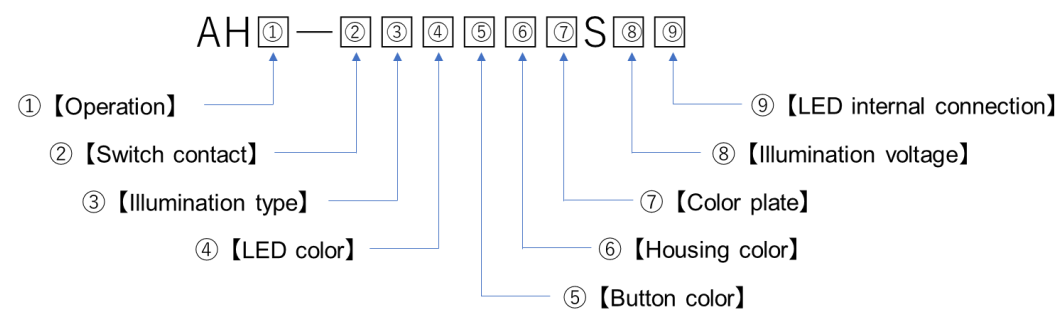 AH①—②③④⑤⑥⑦S⑧⑨
①【Operation】
⑨【LED internal connection】
②【Switch contact】
⑧【Illumination voltage】
③【Illumination type】
⑦【Color plate】
④【LED color】
⑥【Housing color】
⑤【Button color】